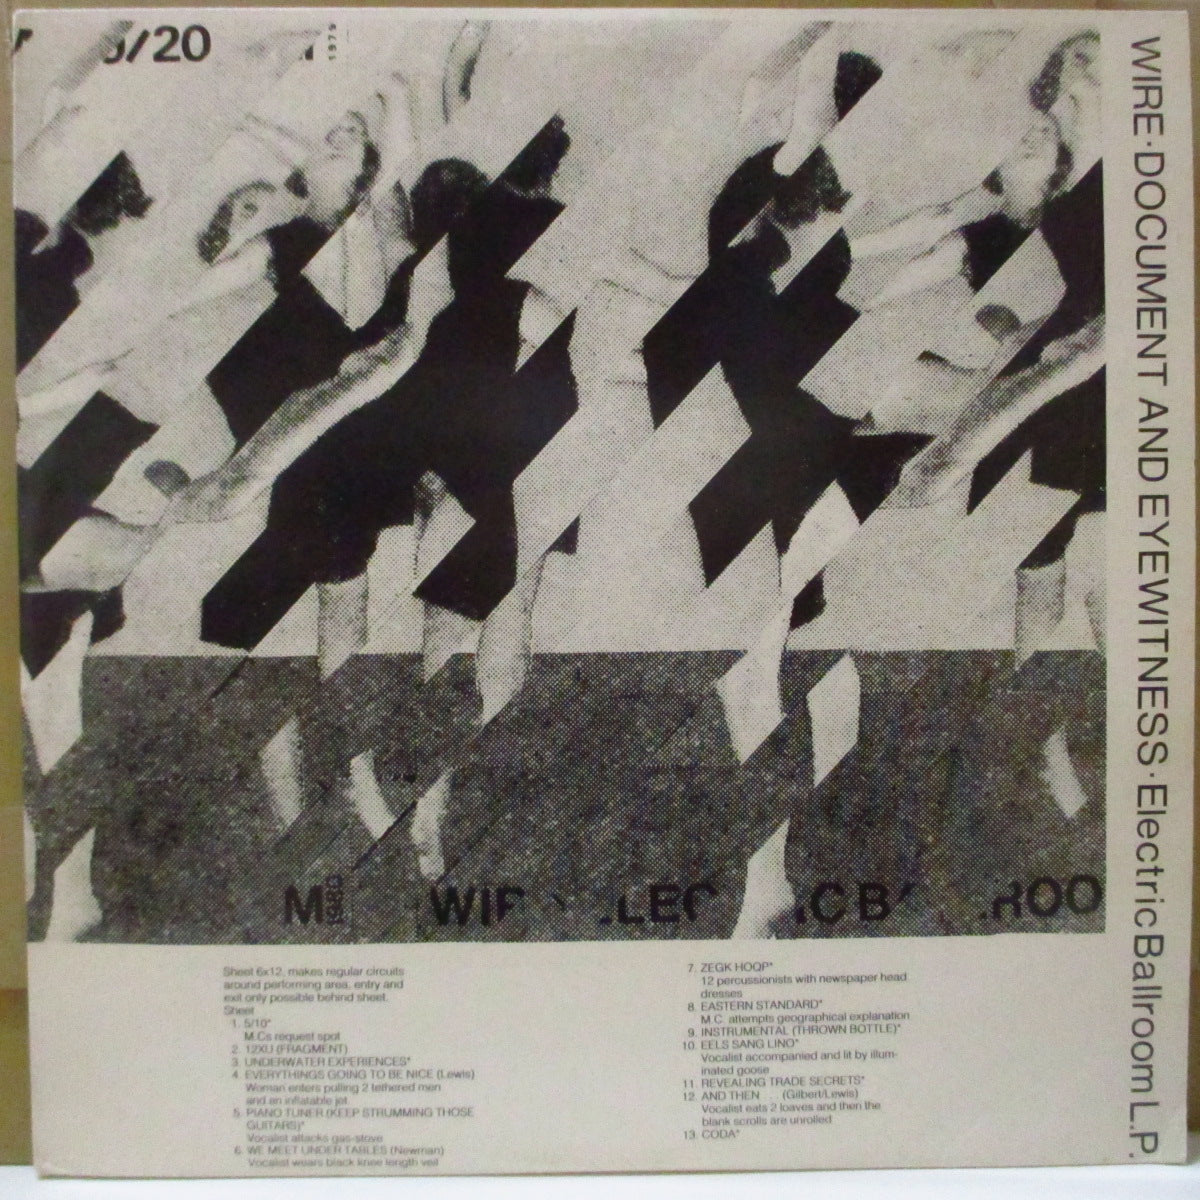 5/20
1979
WIRE·DOCUMENT AND EYEWITNESS·Electric Ballroom L.P.
M 1980 WIR LEC IC BA ROO
Sheet 6x12, makes regular circuits
around performing area, entry and
exit only possible behind sheet.
Sheet
1. 5/10*
M.Cs request spot
2. 12XU (FRAGMENT)
3. UNDERWATER EXPERIENCES*
4. EVERYTHINGS GOING TO BE NICE (Lewis)
Woman enters pulling 2 tethered men
and an inflatable jet
5. PIANO TUNER (KEEP STRUMMING THOSE
GUITARS)*
Vocalist attacks gas-stove
6. WE MEET UNDER TABLES (Newman)
Vocalist wears black knee length veil
7. ZEGK HOQP*
12 percussionists with newspaper head
dresses
8. EASTERN STANDARD*
M.C. attempts geographical explanation
9. INSTRUMENTAL (THROWN BOTTLE)*
10. EELS SANG LINO*
Vocalist accompanied and lit by illum-
inated goose
11. REVEALING TRADE SECRETS*
12. AND THEN . . . (Gilbert/Lewis)
Vocalist eats 2 loaves and then the
blank scrolls are unrolled
13. CODA*